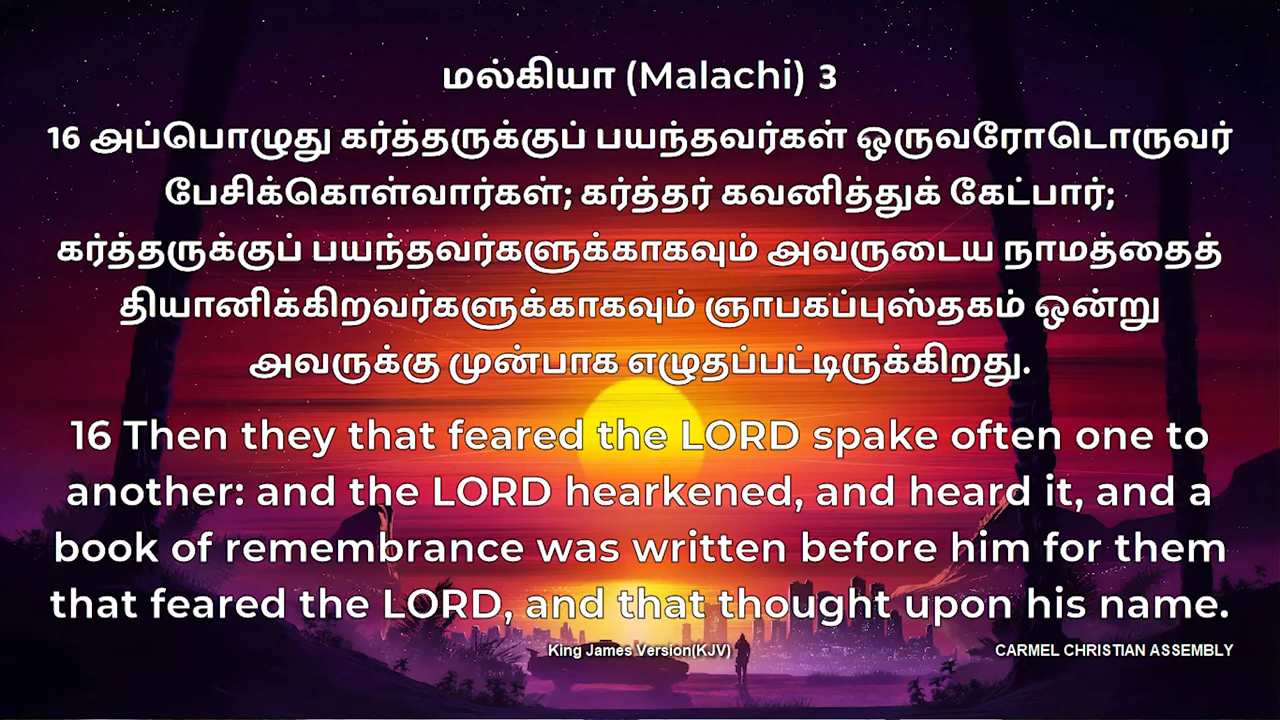 மல்கியா (Malachi) 3
16 அப்பொழுது கர்த்தருக்குப் பயந்தவர்கள் ஒருவரோடொருவர்
பேசிக்கொள்வார்கள்; கர்த்தர் கவனித்துக் கேட்பார்;
கர்த்தருக்குப் பயந்தவர்களுக்காகவும் அவருடைய நாமத்தைத்
தியானிக்கிறவர்களுக்காகவும் ஞாபகப்புஸ்தகம் ஒன்று
அவருக்கு முன்பாக எழுதப்பட்டிருக்கிறது.
16 Then they that feared the LORD spake often one to
another: and the LORD hearkened, and heard it, and a
book of remembrance was written before him for them
that feared the LORD, and that thought upon his name.
King James Version(KJV)
CARMEL CHRISTIAN ASSEMBLY